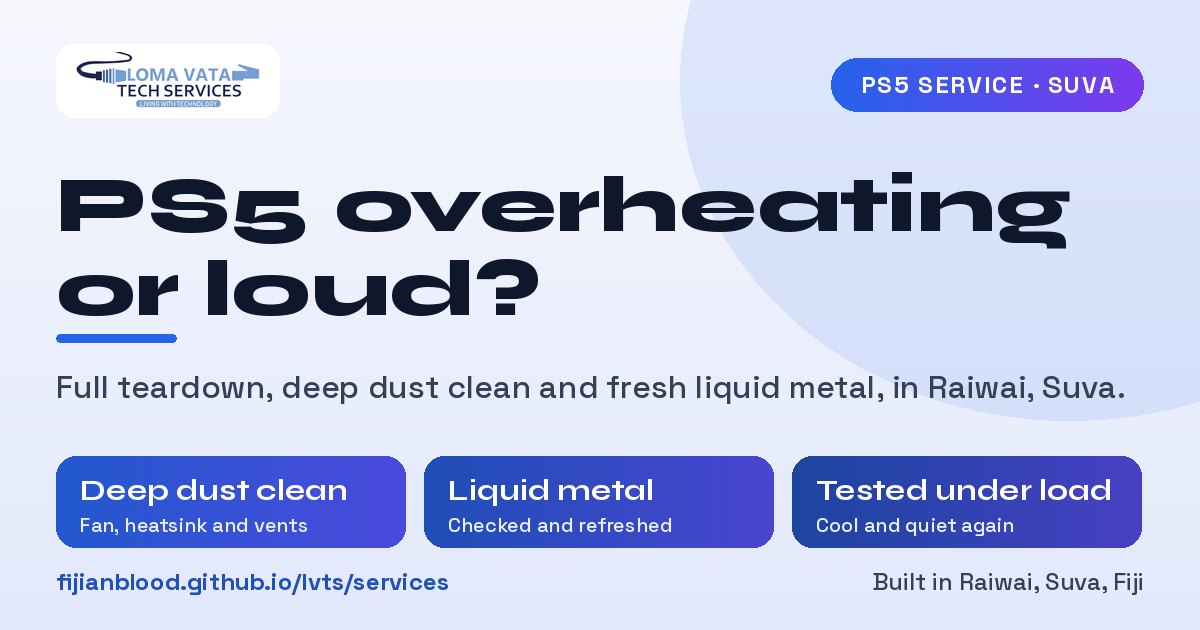 LOMA VATA
TECH SERVICES
LIVING WITH TECHNOLOGY
PS5 SERVICE · SUVA
PS5 overheating
or loud?
Full teardown, deep dust clean and fresh liquid metal, in Raiwai, Suva.
Deep dust clean
Fan, heatsink and vents
Liquid metal
Checked and refreshed
Tested under load
Cool and quiet again
fijianblood.github.io/lvts/services
Built in Raiwai, Suva, Fiji